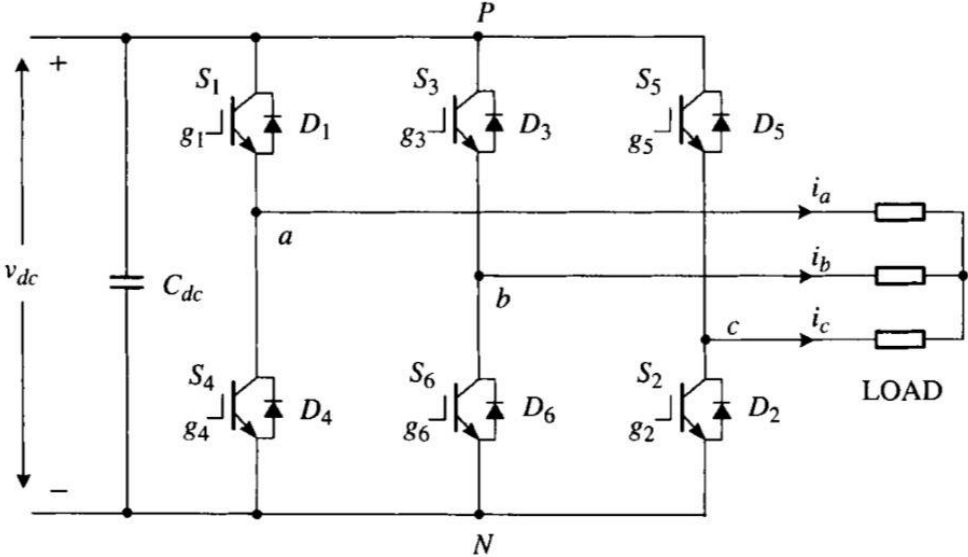 P
+
S1 S3 S5
g1 D1 g3 D3 g5 D5
ia
a
vdc Cdc ib
b
c ic
S4 S6 S2
g4 D4 g6 D6 g2 D2 LOAD
–
N